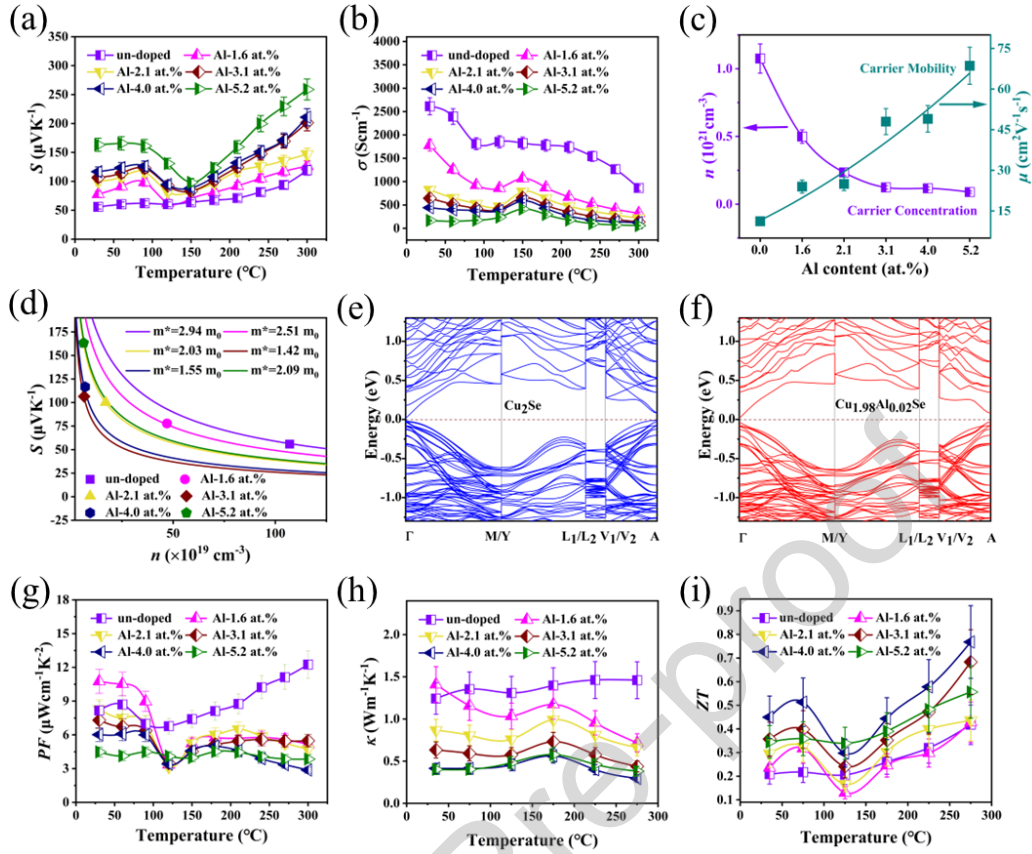 (a)
350
300
250
200
150
100
50
0
S (μVK⁻¹)
un-doped
Al-1.6 at.%
Al-2.1 at.%
Al-3.1 at.%
Al-4.0 at.%
Al-5.2 at.%
0 50 100 150 200 250 300
Temperature (°C)
(b)
4000
3500
3000
2500
2000
1500
1000
500
0
σ (Scm⁻¹)
und-doped
Al-1.6 at.%
Al-2.1 at.%
Al-3.1 at.%
Al-4.0 at.%
Al-5.2 at.%
0 50 100 150 200 250 300
Temperature (°C)
(c)
1.0
0.5
0.0
n (10²¹cm⁻³)
Carrier Mobility
Carrier Concentration
75
60
45
30
15
μ (cm²V⁻¹s⁻¹)
0.0 1.6 2.1 3.1 4.0 5.2
Al content (at.%)
(d)
175
150
125
100
75
50
25
0
-25
S (μVK⁻¹)
m*=2.94 m₀
m*=2.51 m₀
m*=2.03 m₀
m*=1.42 m₀
m*=1.55 m₀
m*=2.09 m₀
un-doped
Al-1.6 at.%
Al-2.1 at.%
Al-3.1 at.%
Al-4.0 at.%
Al-5.2 at.%
50 100
n (×10¹⁹ cm⁻³)
(e)
1.0
0.5
0.0
-0.5
-1.0
Energy (eV)
Cu₂Se
Γ M/Y L₁/L₂ V₁/V₂ A
(f)
1.0
0.5
0.0
-0.5
-1.0
Energy (eV)
Cu₁.₉₈Al₀.₀₂Se
Γ M/Y L₁/L₂ V₁/V₂ A
(g)
18
15
12
9
6
3
0
PF (μWcm⁻¹K⁻²)
un-doped
Al-1.6 at.%
Al-2.1 at.%
Al-3.1 at.%
Al-4.0 at.%
Al-5.2 at.%
0 50 100 150 200 250 300
Temperature (°C)
(h)
2.0
1.5
1.0
0.5
0.0
κ (Wm⁻¹K⁻¹)
un-doped
Al-1.6 at.%
Al-2.1 at.%
Al-3.1 at.%
Al-4.0 at.%
Al-5.2 at.%
0 50 100 150 200 250 300
Temperature (°C)
(i)
0.9
0.8
0.7
0.6
0.5
0.4
0.3
0.2
0.1
ZT
un-doped
Al-1.6 at.%
Al-2.1 at.%
Al-3.1 at.%
Al-4.0 at.%
Al-5.2 at.%
0 50 100 150 200 250 300
Temperature (°C)
Pre-proof